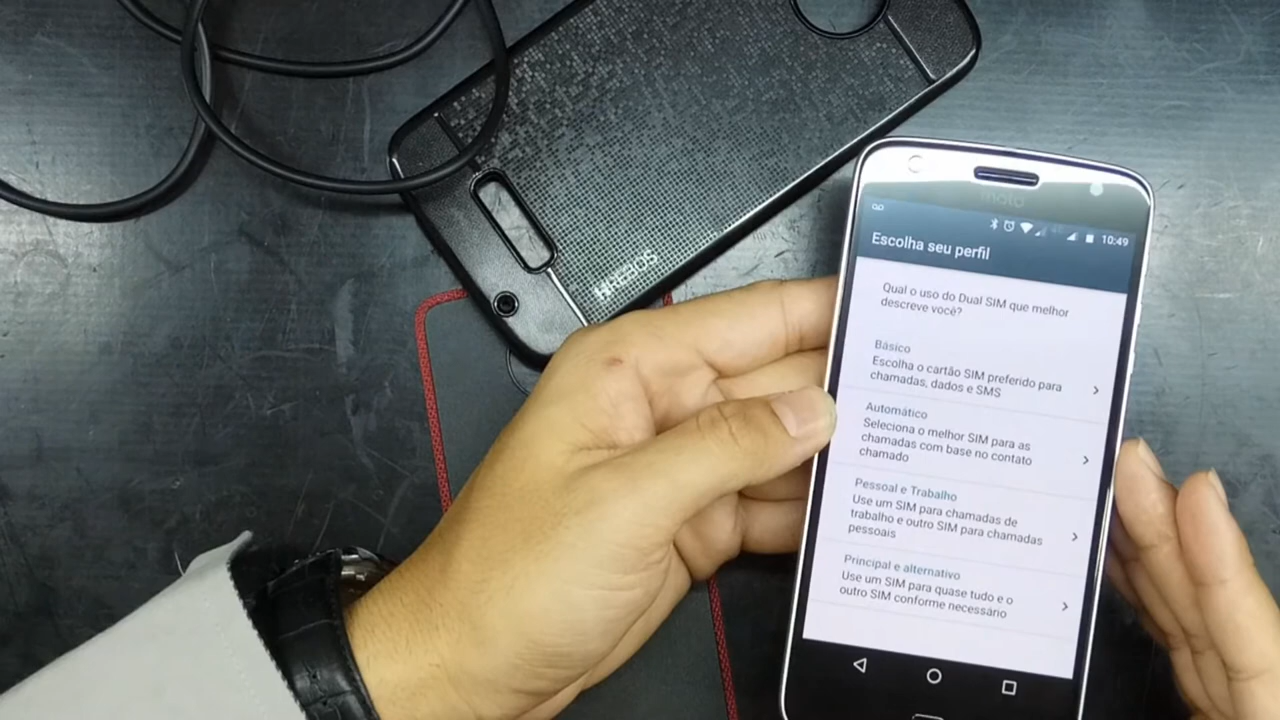 moto
10:49
Escolha seu perfil
Qual o uso do Dual SIM que melhor
descreve você?
Básico
Escolha o cartão SIM preferido para
chamadas, dados e SMS
Automático
Seleciona o melhor SIM para as
chamadas com base no contato
chamado
Pessoal e Trabalho
Use um SIM para chamadas de
trabalho e outro SIM para chamadas
pessoais
Principal e alternativo
Use um SIM para quase tudo e o
outro SIM conforme necessário